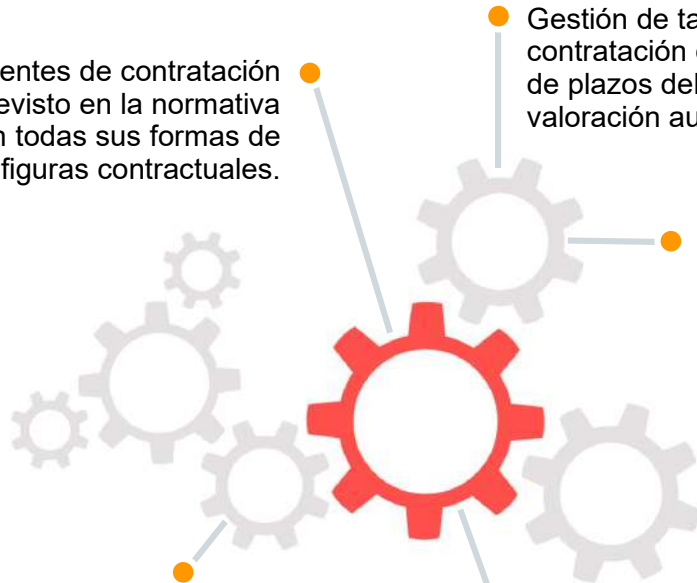 entes de contratación
evisto en la normativa
n todas sus formas de
figuras contractuales.
Gestión de ta
contratación
de plazos del
valoración au